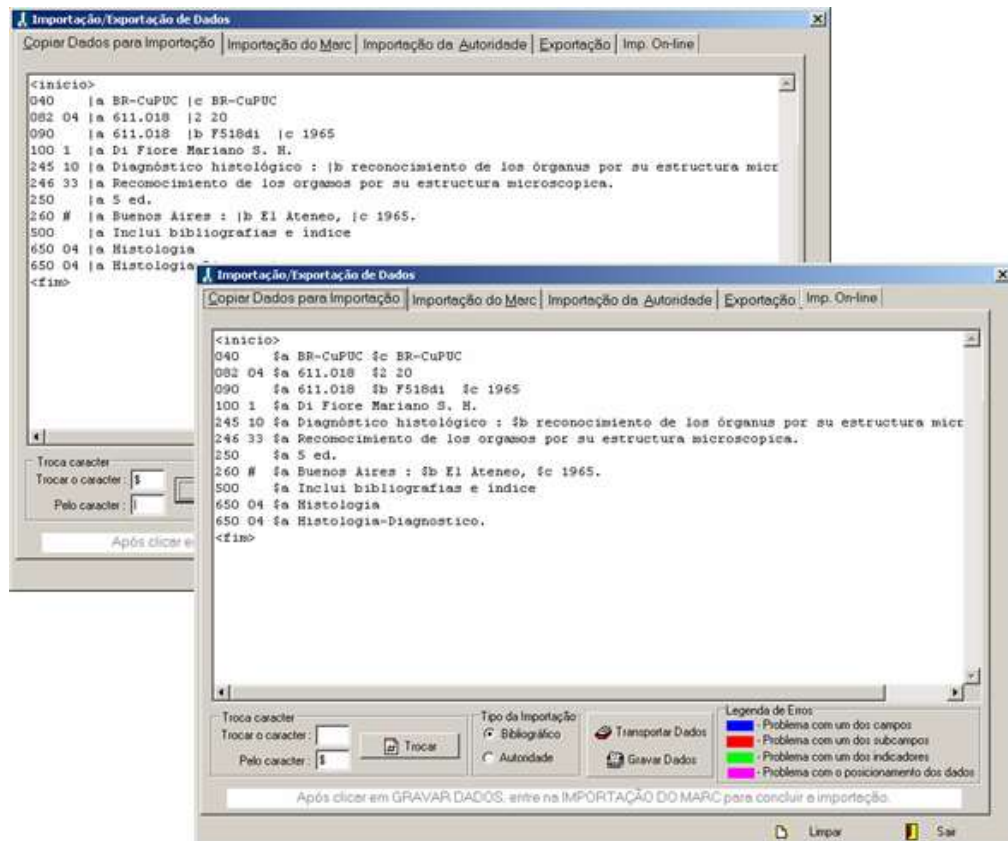 Importação/Exportação de Dados
Copiar Dados para Importação Importação do Marc Importação da Autoridade Exportação Imp. On-line
<inicio>
040 |a BR-CuPUC |c BR-CuPUC
082 04 |a 611.018 |2 20
090 |a 611.018 |b F518di |c 1965
100 1 |a Di Fiore Mariano S. H.
245 10 |a Diagnóstico histológico : |b reconocimiento de los órganus por su estructura micr
246 33 |a Recomocimiento de los orgamos por su estructura microscopica.
250 |a 5 ed.
260 # |a Buenos Aires : |b El Ateneo, |c 1965.
500 |a Inclui bibliografias e índice
650 04 |a Histologia
650 04 |a Histologia
<fim>
Troca caracter
Trocar o caracter : $
Pelo caracter : |
Após clicar
Importação/Exportação de Dados
Copiar Dados para Importação Importação do Marc Importação da Autoridade Exportação Imp. On-line
<inicio>
040 $a BR-CuPUC $c BR-CuPUC
082 04 $a 611.018 $2 20
090 $a 611.018 $b F518di $c 1965
100 1 $a Di Fiore Mariano S. H.
245 10 $a Diagnóstico histológico : $b reconocimiento de los órganus por su estructura micr
246 33 $a Recomocimiento de los orgamos por su estructura microscopica.
250 $a 5 ed.
260 # $a Buenos Aires : $b El Ateneo, $c 1965.
500 $a Inclui bibliografias e índice
650 04 $a Histologia
650 04 $a Histologia-Diagnostico.
<fim>
Troca caracter
Trocar o caracter :
Pelo caracter : $
Trocar
Tipo da Importação
Bibliográfico
Autoridade
Transportar Dados
Gravar Dados
Legenda de Erros
- Problema com um dos campos
- Problema com um dos subcampos
- Problema com um dos indicadores
- Problema com o posicionamento dos dados
Após clicar em GRAVAR DADOS, entre na IMPORTAÇÃO DO MARC para concluir a importação.
Limpar Sair